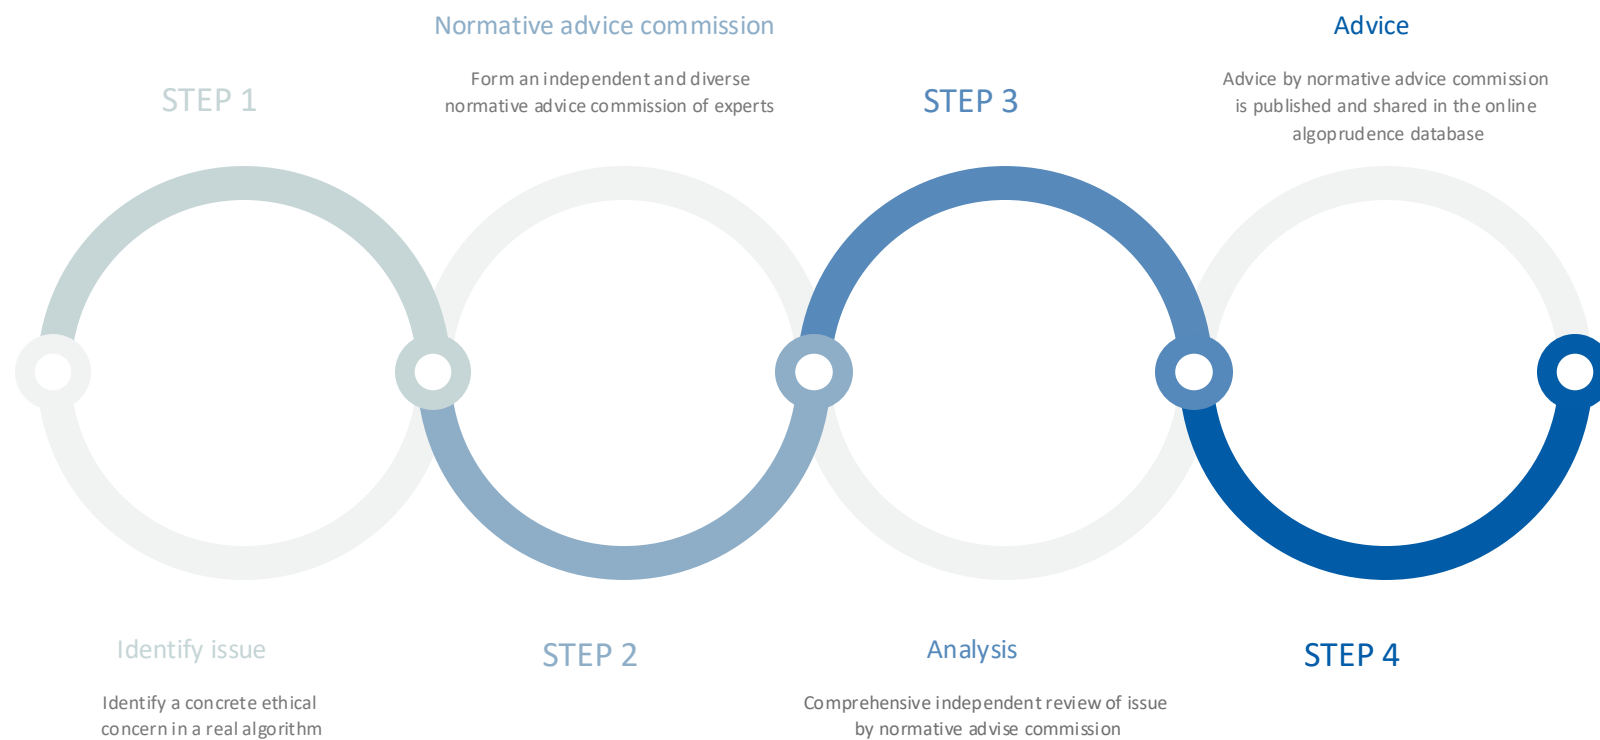 STEP 1
Identify issue
Identify a concrete ethical
concern in a real algorithm
Normative advice commission
Form an independent and diverse
normative advice commission of experts
STEP 2
STEP 3
Analysis
Comprehensive independent review of issue
by normative advise commission
Advice
Advice by normative advice commission
is published and shared in the online
algoprudence database
STEP 4